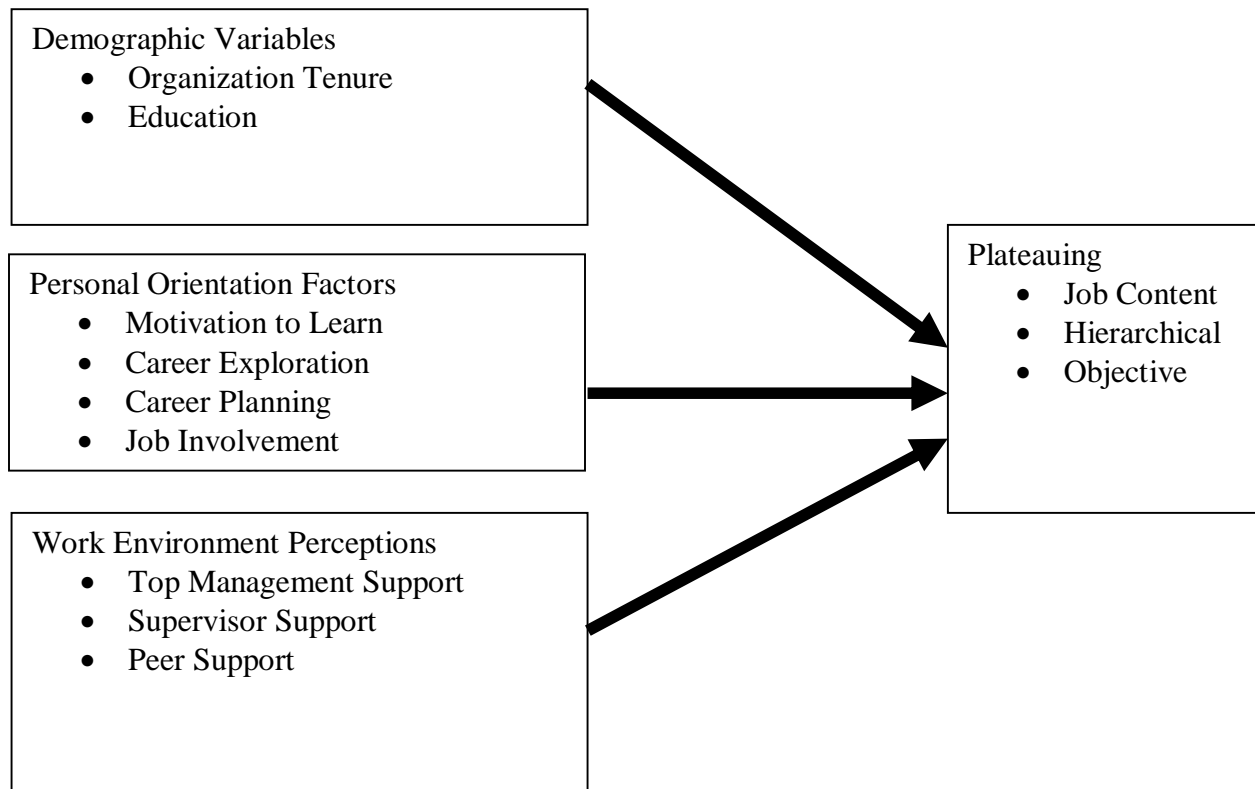 Demographic Variables
• Organization Tenure
• Education
Personal Orientation Factors
• Motivation to Learn
• Career Exploration
• Career Planning
• Job Involvement
Work Environment Perceptions
• Top Management Support
• Supervisor Support
• Peer Support
Plateauing
• Job Content
• Hierarchical
• Objective